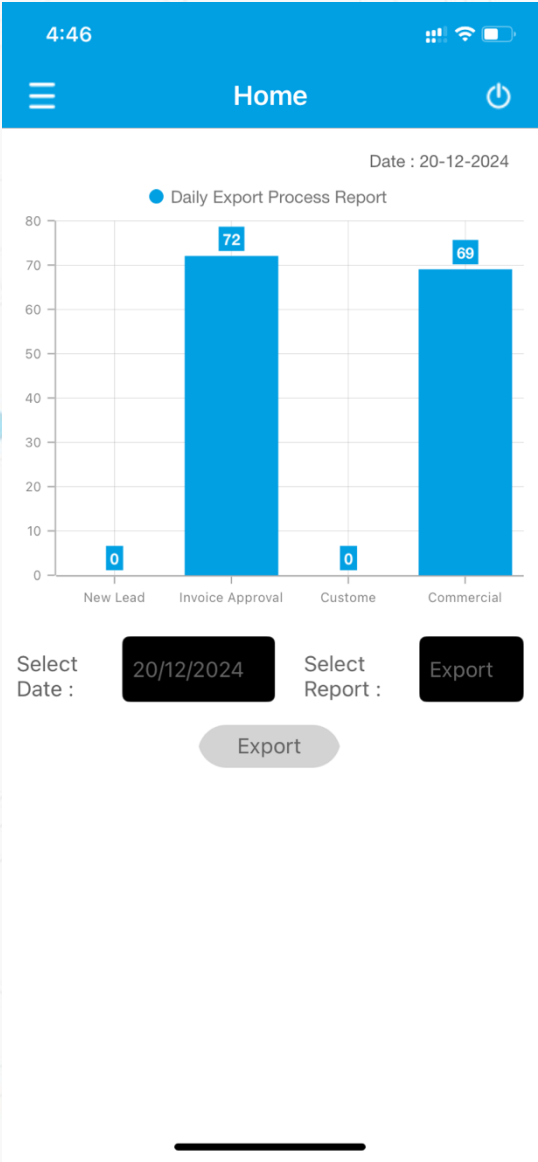 4:46
Home
Date : 20-12-2024
Daily Export Process Report
80
72
70
69
60
50
40
30
20
10
0
0
0
New Lead Invoice Approval Custome Commercial
Select Date :
20/12/2024
Select Report :
Export
Export